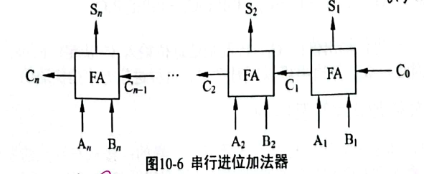 Sn S2 S1
Cn FA Cn-1 ··· C2 FA C1 FA C0
An Bn A2 B2 A1 B1
图10-6 串行进位加法器